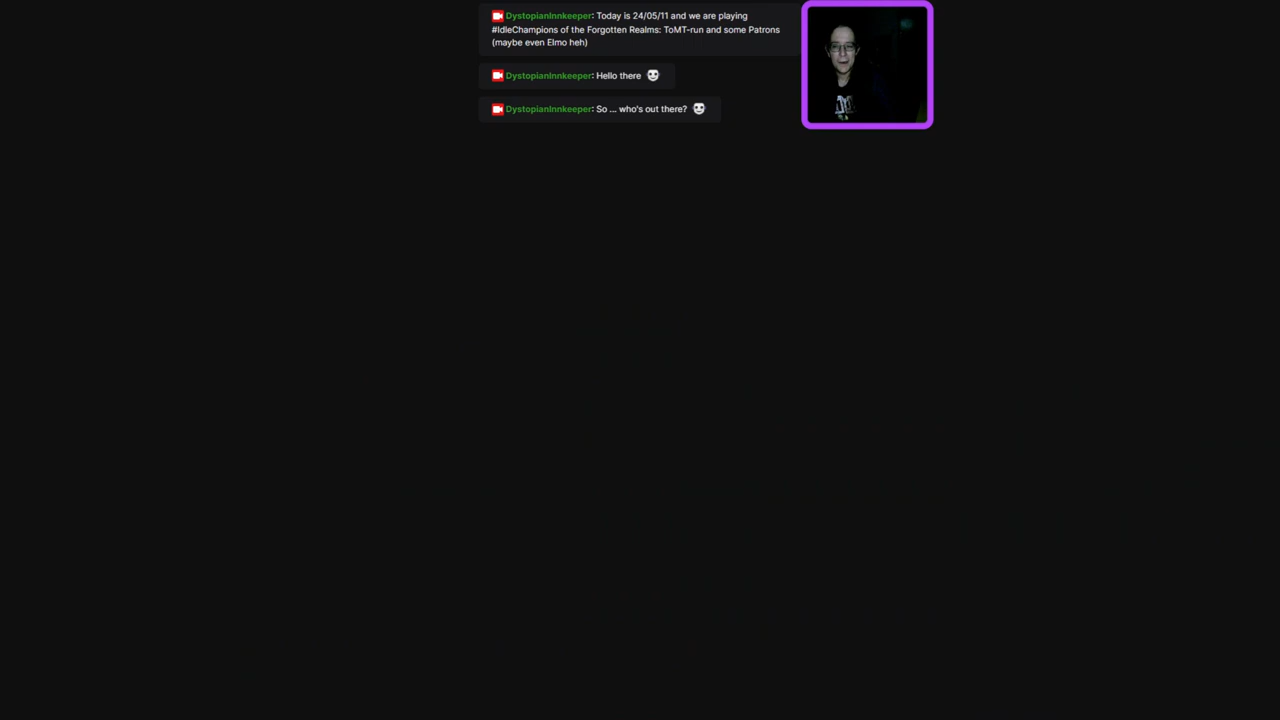 DystopianInnkeeper: Today is 24/05/11 and we are playing
#IdleChampions of the Forgotten Realms: ToMT-run and some Patrons
(maybe even Elmo heh)
DystopianInnkeeper: Hello there
DystopianInnkeeper: So ... who's out there?